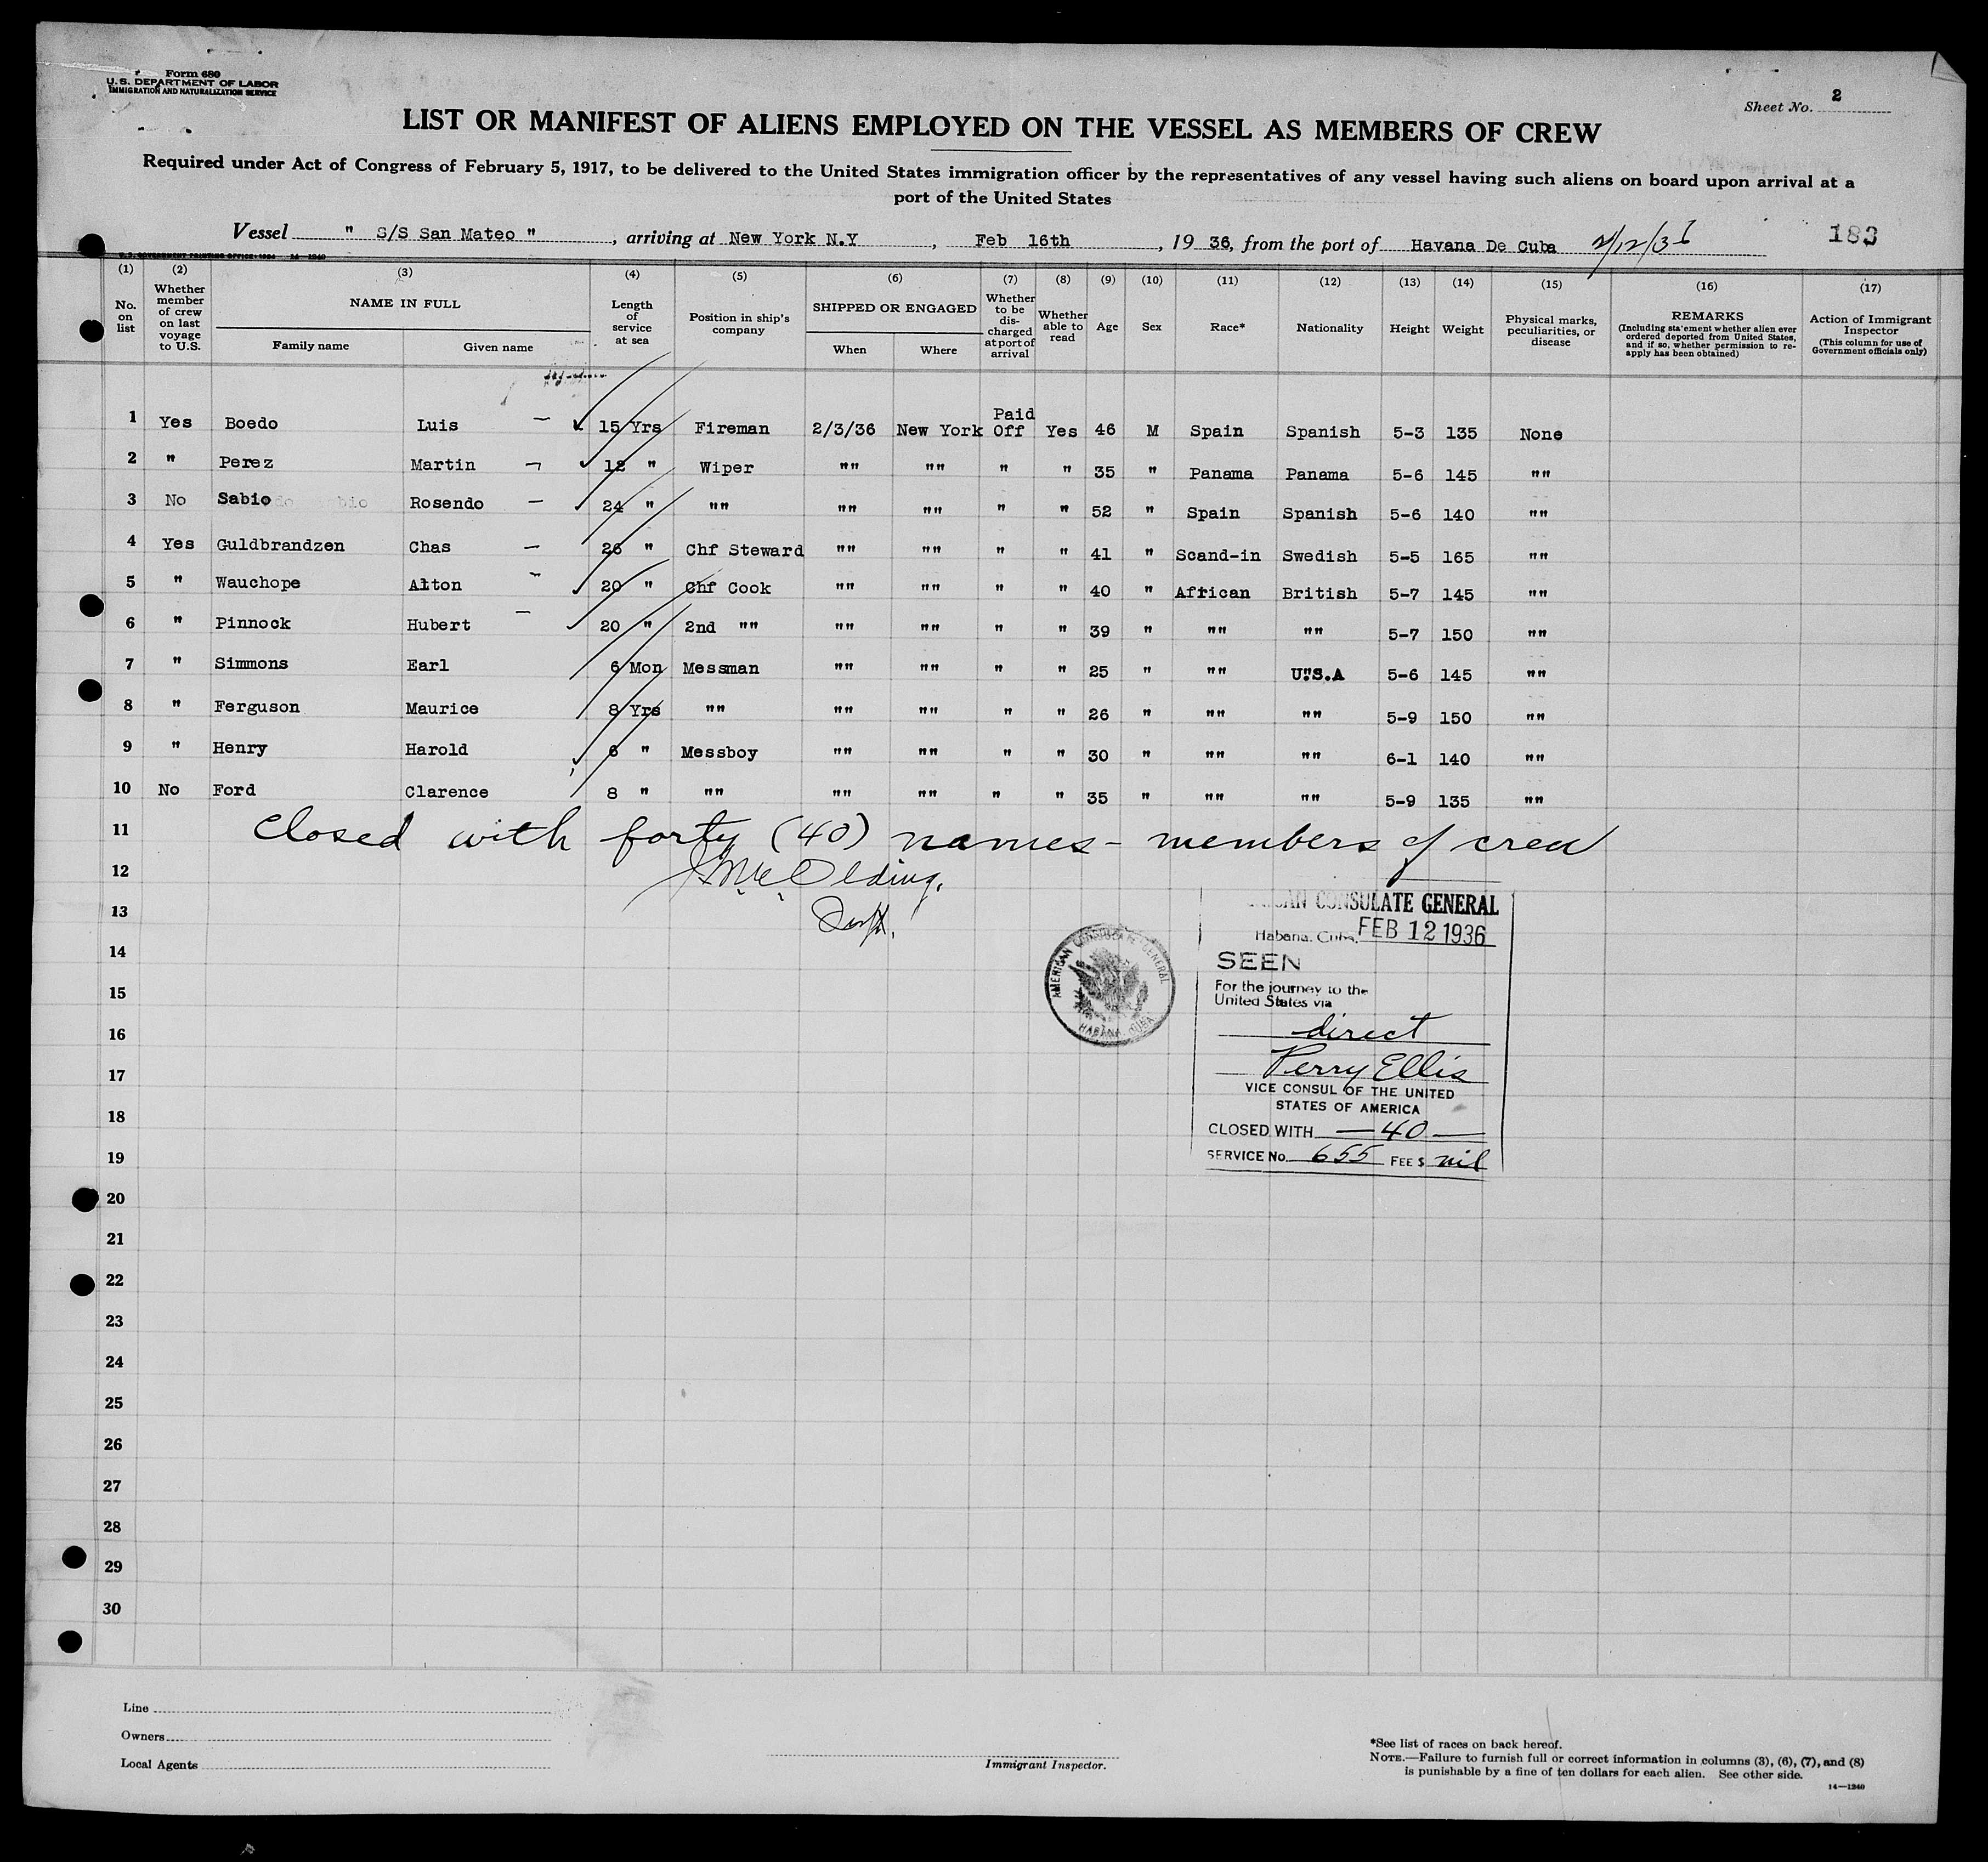 Form 680
U. S. DEPARTMENT OF LABOR
IMMIGRATION AND NATURALIZATION SERVICE
Sheet No. 2
LIST OR MANIFEST OF ALIENS EMPLOYED ON THE VESSEL AS MEMBERS OF CREW
Required under Act of Congress of February 5, 1917, to be delivered to the United States immigration officer by the representatives of any vessel having such aliens on board upon arrival at a
port of the United States
Vessel " S/S San Mateo ", arriving at New York N.Y, Feb 16th, 19 36, from the port of Havana De Cuba 2/12/36 183
(1) (2) (3) (4) (5) (6) (7) (8) (9) (10) (11) (12) (13) (14) (15) (16) (17)
No. on list
Whether member of crew on last voyage to U.S.
NAME IN FULL
Family name
Given name
Length of service at sea
Position in ship's company
SHIPPED OR ENGAGED
When
Where
Whether to be discharged at port of arrival
Whether able to read
Age
Sex
Race*
Nationality
Height
Weight
Physical marks, peculiarities, or disease
REMARKS
(Including statement whether alien ever ordered deported from United States, and if so, whether permission to re-apply has been obtained)
Action of Immigrant Inspector
(This column for use of Government officials only)
1 Yes Boedo Luis — 15 Yrs Fireman 2/3/36 New York Paid Off Yes 46 M Spain Spanish 5-3 135 None
2 " Perez Martin — 12 " Wiper "" "" " " 35 " Panama Panama 5-6 145 ""
3 No Sabio Rosendo — 24 " "" "" "" " " 52 " Spain Spanish 5-6 140 ""
4 Yes Guldbrandzen Chas — 26 " Chf Steward "" "" " " 41 " Scand-in Swedish 5-5 165 ""
5 " Wauchope Alton 20 " Chf Cook "" "" " " 40 " African British 5-7 145 ""
6 " Pinnock Hubert — 20 " 2nd "" "" "" " " 39 " "" "" 5-7 150 ""
7 " Simmons Earl 6 Mon Messman "" "" " " 25 " "" U.S.A 5-6 145 ""
8 " Ferguson Maurice 8 Yrs "" "" "" " " 26 " "" "" 5-9 150 ""
9 " Henry Harold 6 " Messboy "" "" " " 30 " "" "" 6-1 140 ""
10 No Ford Clarence 8 " "" "" "" " " 35 " "" "" 5-9 135 ""
11 Closed with forty (40) names - members of crew
12
13
14
15
16
17
18
19
20
21
22
23
24
25
26
27
28
29
30
CONSULATE GENERAL
Habana, Cuba, FEB 12 1936
SEEN
For the journey to the
United States via
direct
Perry Ellis
VICE CONSUL OF THE UNITED
STATES OF AMERICA
CLOSED WITH — 40 —
SERVICE No. 655 FEE $ nil
AMERICAN CONSULATE GENERAL
HABANA, CUBA
Line
Owners
Local Agents
Immigrant Inspector.
*See list of races on back hereof.
NOTE.—Failure to furnish full or correct information in columns (3), (6), (7), and (8)
is punishable by a fine of ten dollars for each alien. See other side.
14—1240